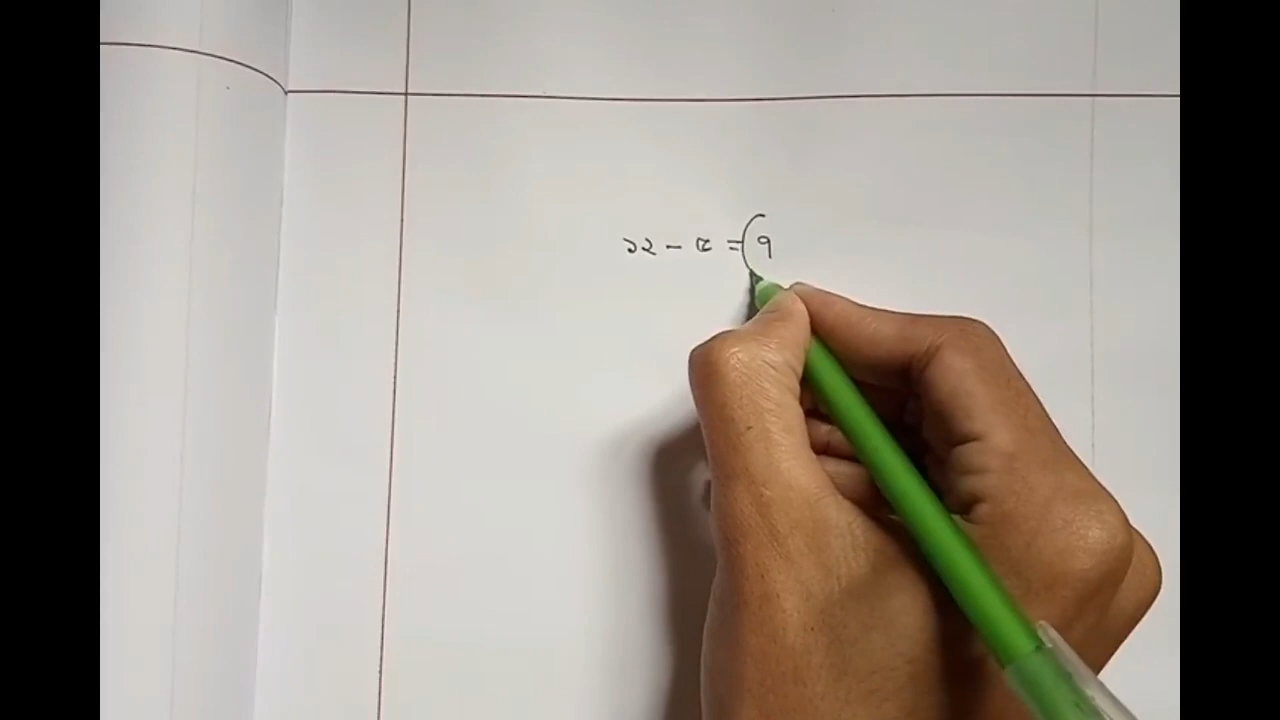 ১২ - ৫ = ৭